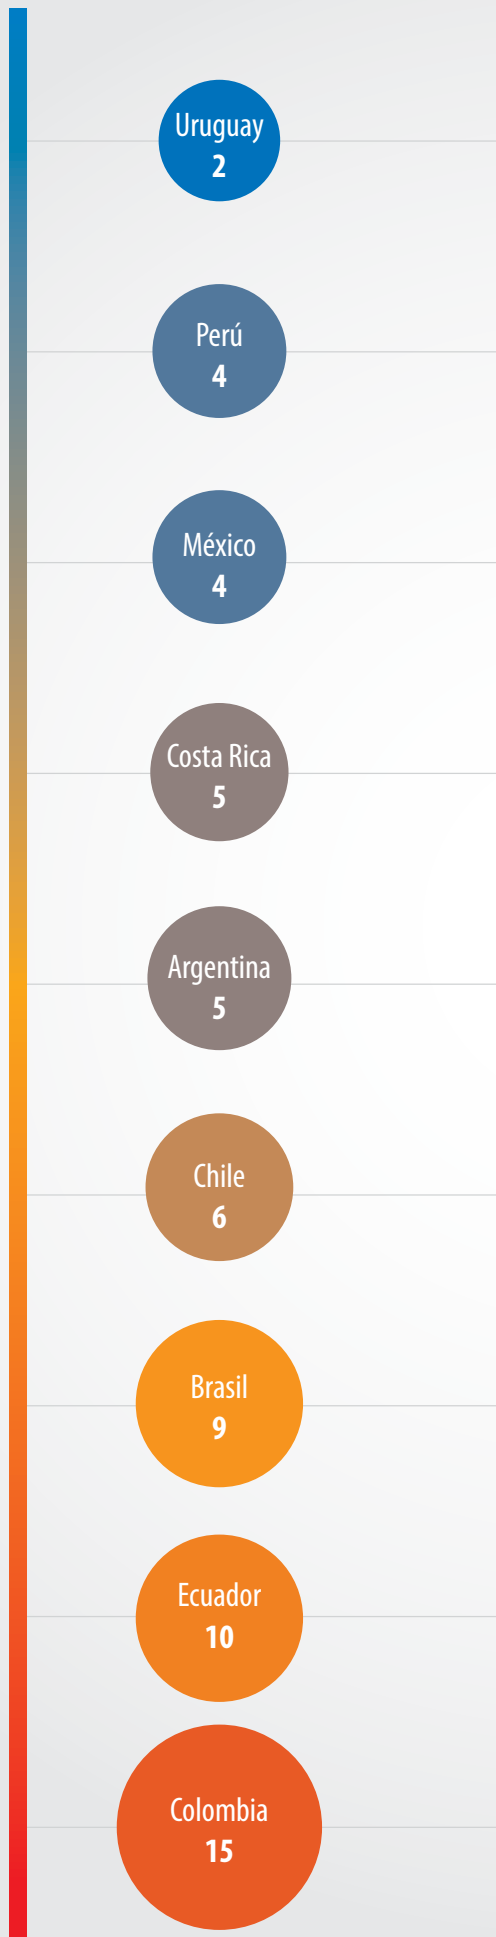 Uruguay
2
Perú
4
México
4
Costa Rica
5
Argentina
5
Chile
6
Brasil
9
Ecuador
10
Colombia
15